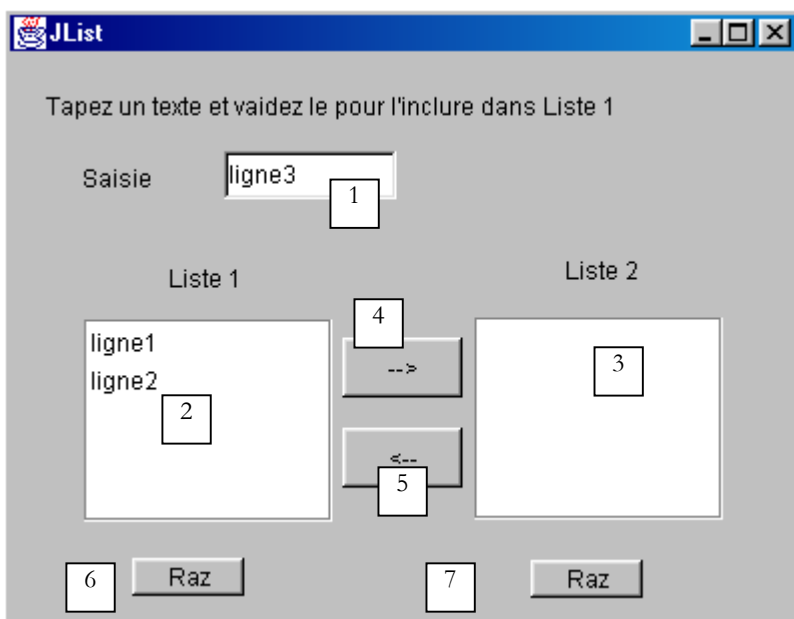 JList
Tapez un texte et vaidez le pour l'inclure dans Liste 1
Saisie
ligne3
1
Liste 1
Liste 2
ligne1
ligne2
2
4
-->
3
<--
5
6
Raz
7
Raz